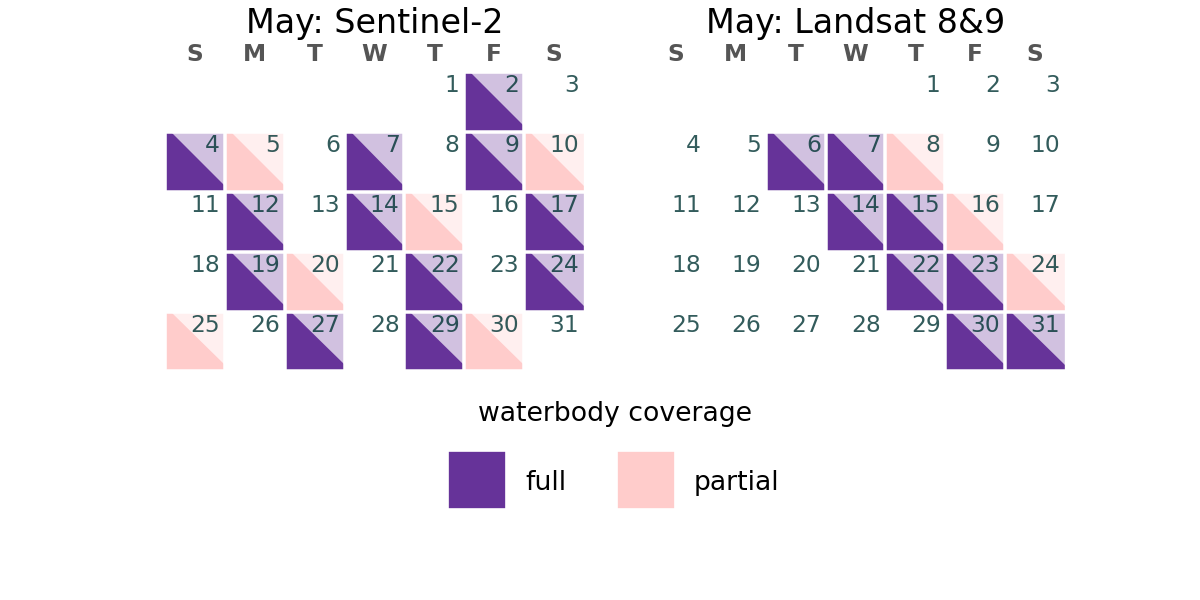 May: Sentinel-2
S M T W T F S
1 2 3
4 5 6 7 8 9 10
11 12 13 14 15 16 17
18 19 20 21 22 23 24
25 26 27 28 29 30 31
May: Landsat 8&9
S M T W T F S
1 2 3
4 5 6 7 8 9 10
11 12 13 14 15 16 17
18 19 20 21 22 23 24
25 26 27 28 29 30 31
waterbody coverage
full
partial